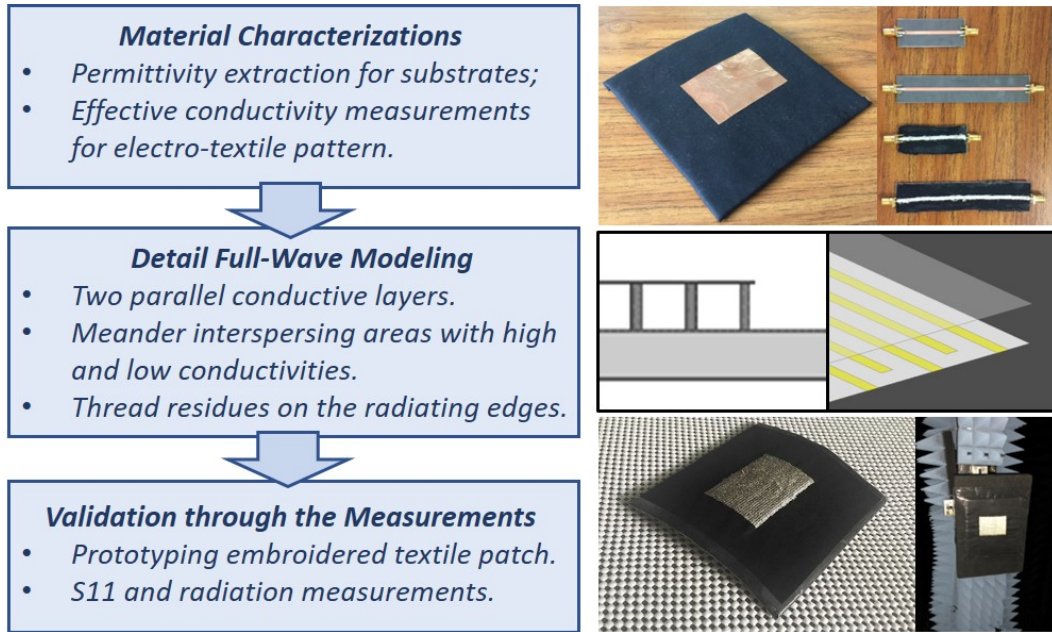 Material Characterizations
• Permittivity extraction for substrates;
• Effective conductivity measurements
for electro-textile pattern.
Detail Full-Wave Modeling
• Two parallel conductive layers.
• Meander interspersing areas with high
and low conductivities.
• Thread residues on the radiating edges.
Validation through the Measurements
• Prototyping embroidered textile patch.
• S11 and radiation measurements.